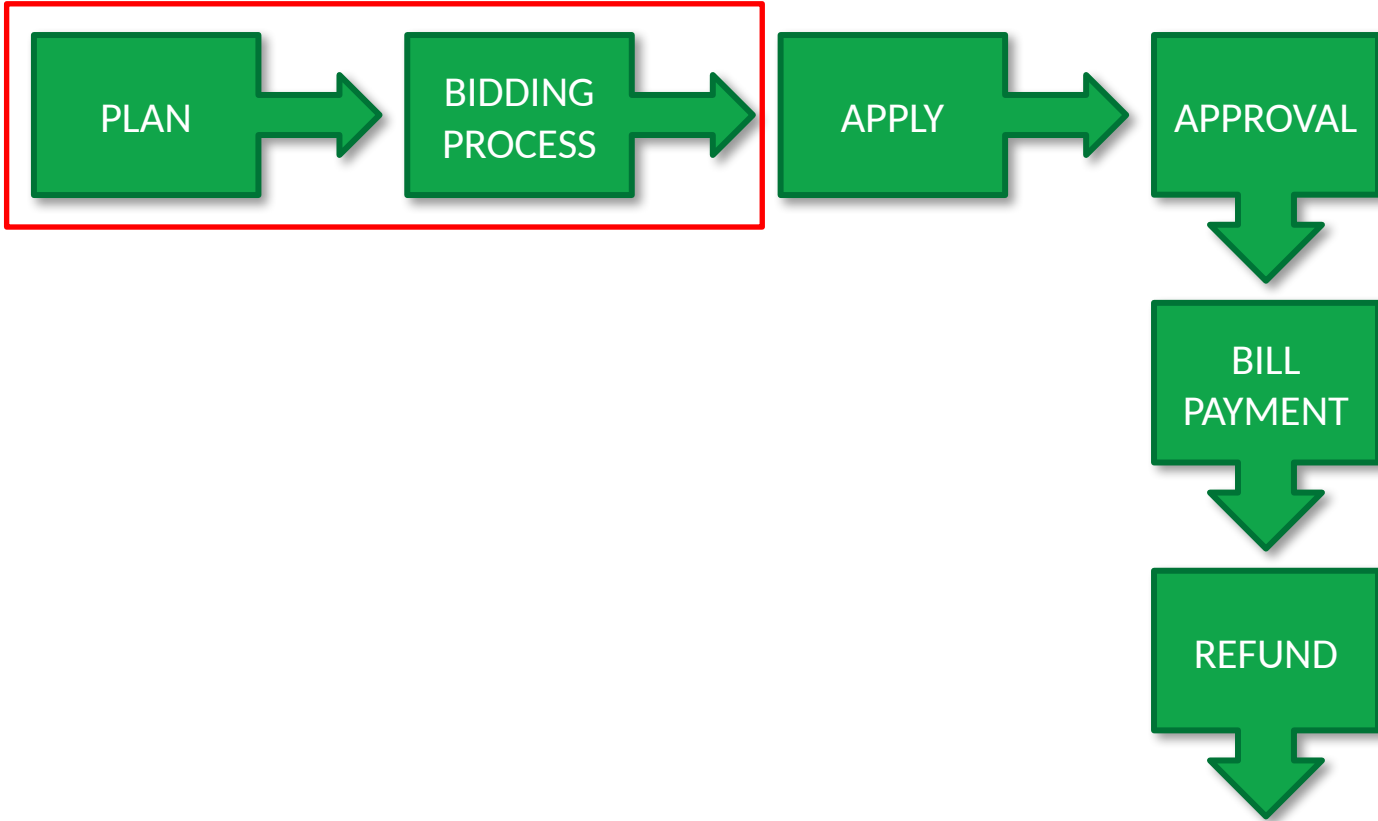 PLAN
BIDDING
PROCESS
APPLY
APPROVAL
BILL
PAYMENT
REFUND